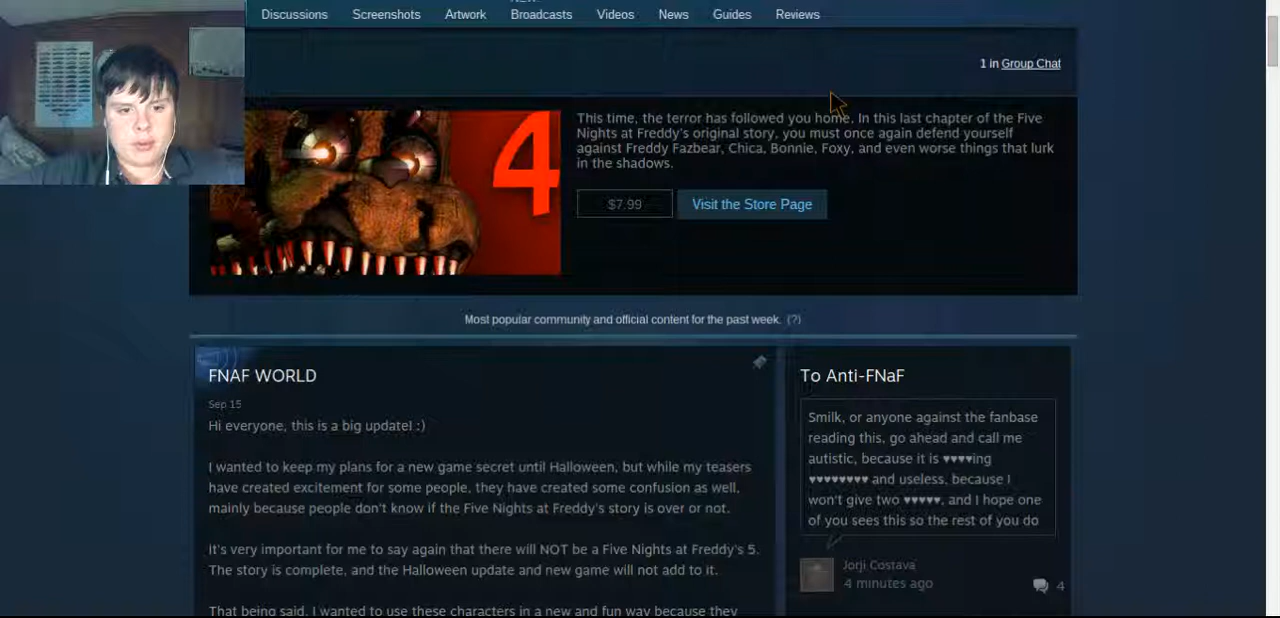 Discussions Screenshots Artwork Broadcasts Videos News Guides Reviews
1 in Group Chat
4
This time, the terror has followed you home. In this last chapter of the Five
Nights at Freddy's original story, you must once again defend yourself
against Freddy Fazbear, Chica, Bonnie, Foxy, and even worse things that lurk
in the shadows.
$7.99 Visit the Store Page
Most popular community and official content for the past week. (?)
FNAF WORLD
Sep 15
Hi everyone, this is a big update! :)
I wanted to keep my plans for a new game secret until Halloween, but while my teasers
have created excitement for some people, they have created some confusion as well,
mainly because people don't know if the Five Nights at Freddy's story is over or not.
It's very important for me to say again that there will NOT be a Five Nights at Freddy's 5.
The story is complete, and the Halloween update and new game will not add to it.
That being said, I wanted to use these characters in a new and fun way because they
To Anti-FNaF
Smilk, or anyone against the fanbase
reading this, go ahead and call me
autistic, because it is ♥♥♥♥ing
♥♥♥♥♥♥♥♥ and useless, because I
won't give two ♥♥♥♥♥, and I hope one
of you sees this so the rest of you do
Jorji Costava
4 minutes ago
4